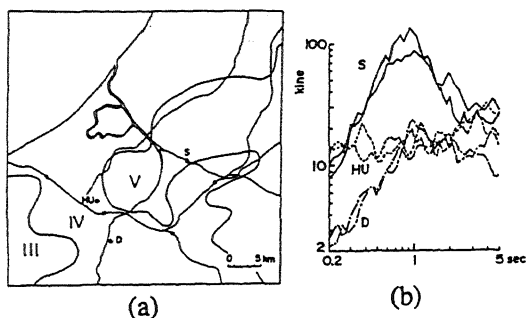 III
IV
V
HU
S
D
0 5 km
(a)
100
kine
10
2
S
HU
D
0.2 1 5 sec
(b)